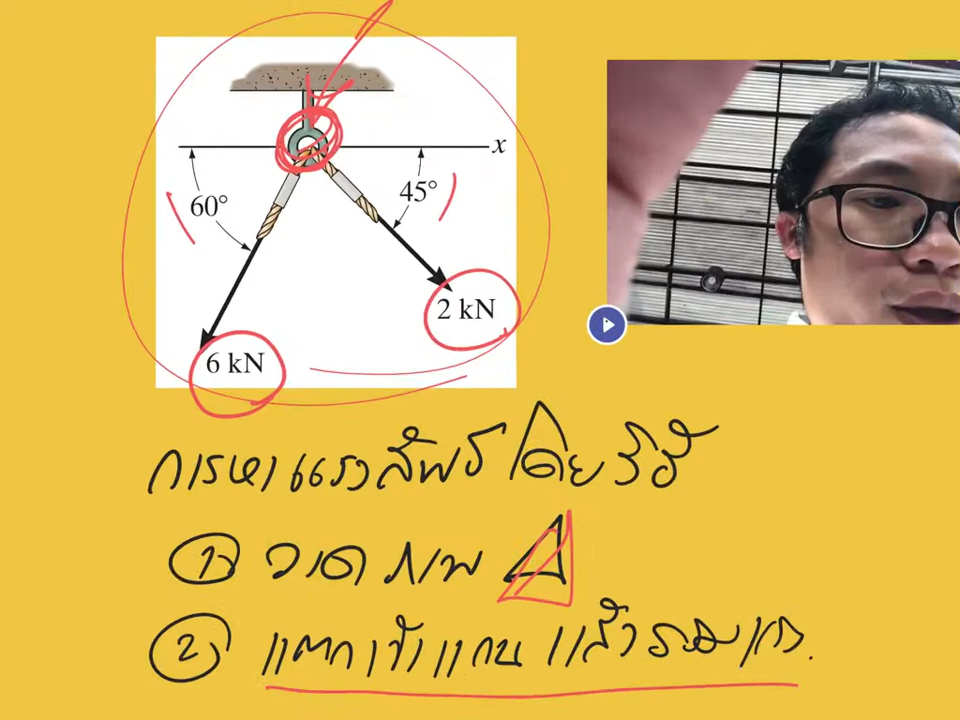 x
60°
45°
2 kN
6 kN
การหาแรงลัพธ์โดยวิธี
① วาดภาพ
② แตกเข้าแกนแล้วรวมแรง.